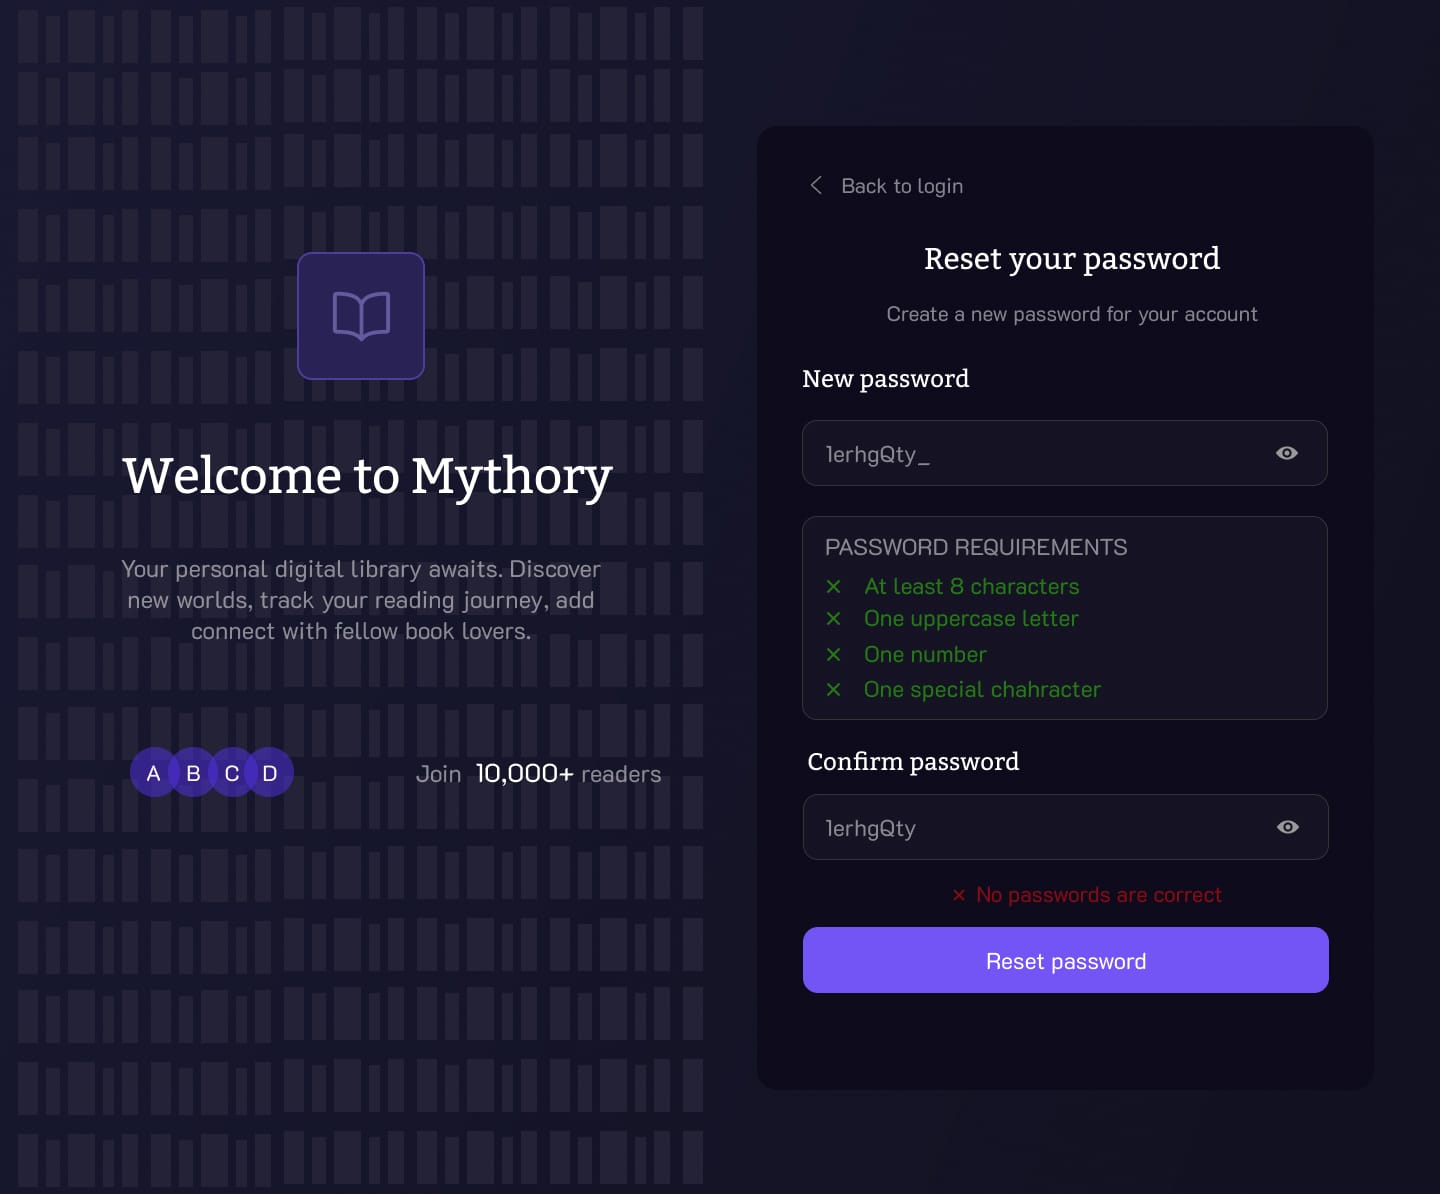 Welcome to Mythory
Your personal digital library awaits. Discover
new worlds, track your reading journey, add
connect with fellow book lovers.
A B C D
Join 10,000+ readers
Back to login
Reset your password
Create a new password for your account
New password
1erhgQty_
PASSWORD REQUIREMENTS
× At least 8 characters
× One uppercase letter
× One number
× One special chahracter
Confirm password
1erhgQty
× No passwords are correct
Reset password